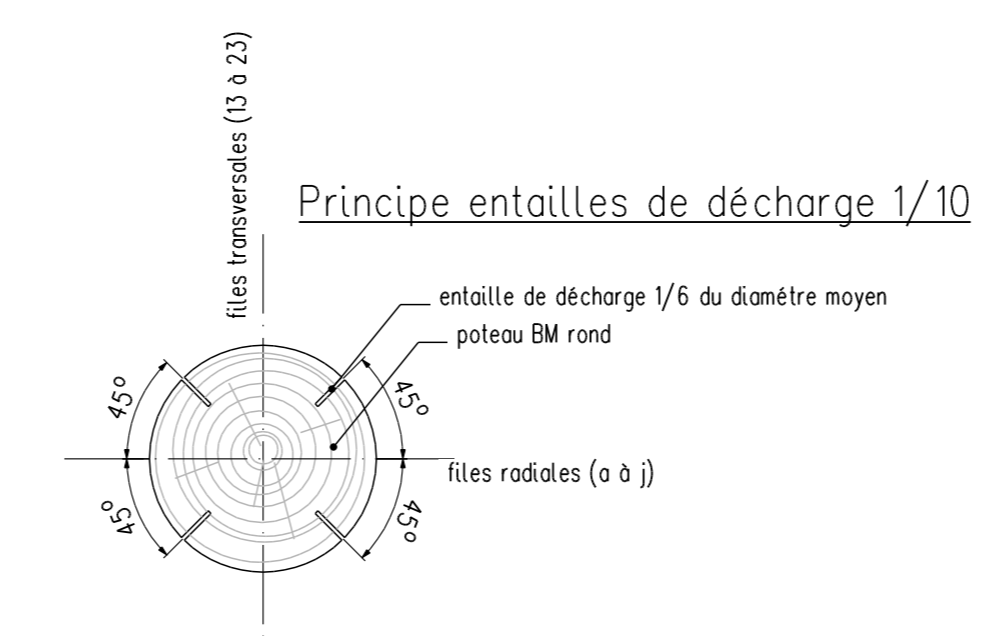 files transversales (13 à 23)
Principe entailles de décharge 1/10
entaille de décharge 1/6 du diamétre moyen
poteau BM rond
45°
45°
files radiales (a à j)
45°
45°